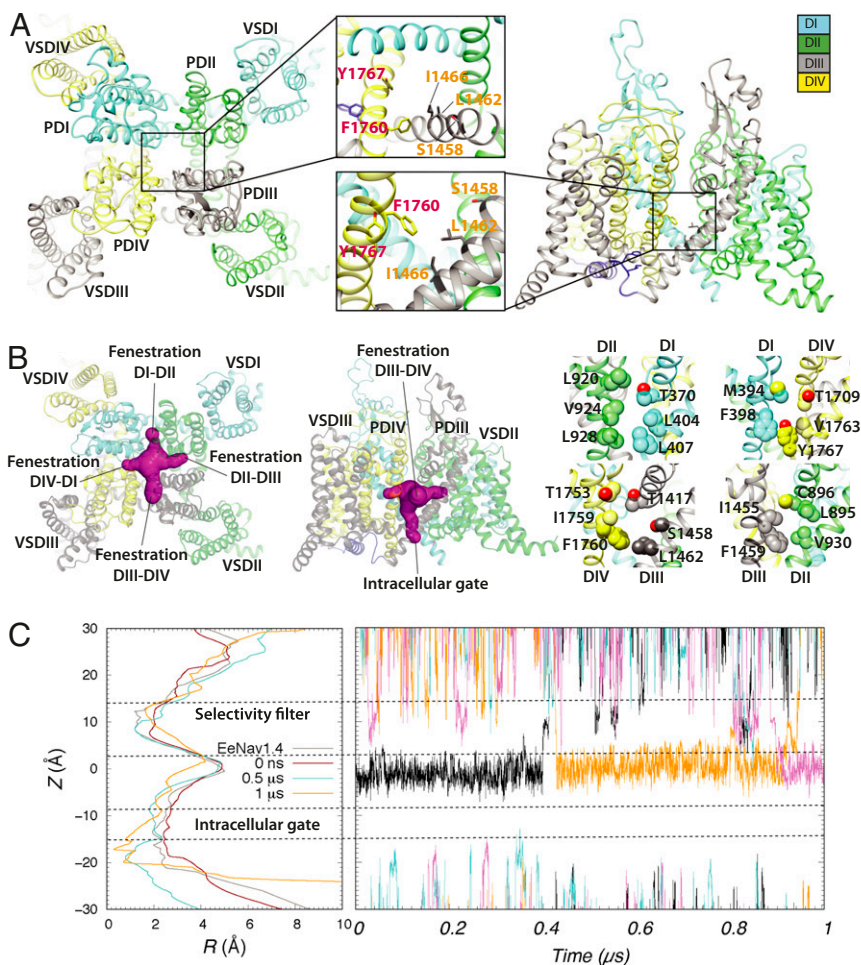 A
VSDIV
PDII
VSDI
PDI
PDIII
PDIV
VSDIII
VSDII
Y1767
I1466
L1462
F1760
S1458
S1458
F1760
L1462
Y1767
I1466
DI
DII
DIII
DIV
B
Fenestration
DI-DII
VSDIV
VSDI
Fenestration
DIV-DI
Fenestration
DII-DIII
VSDIII
Fenestration
DIII-DIV
VSDII
Fenestration
DIII-DIV
VSDIII
PDIV
PDIII
VSDII
Intracellular gate
DII
DI
L920
T370
V924
L404
L928
L407
DI
DIV
M394
T1709
F398
V1763
Y1767
T1753
T1417
I1759
S1458
F1760
L1462
DIV
DIII
C896
I1455
L895
F1459
V930
DIII
DII
C
30
20
10
0
−10
−20
−30
Z (Å)
Selectivity filter
EeNav1.4
0 ns
0.5 μs
1 μs
Intracellular gate
0 2 4 6 8 10
R (Å)
0 0.2 0.4 0.6 0.8 1
Time (μs)